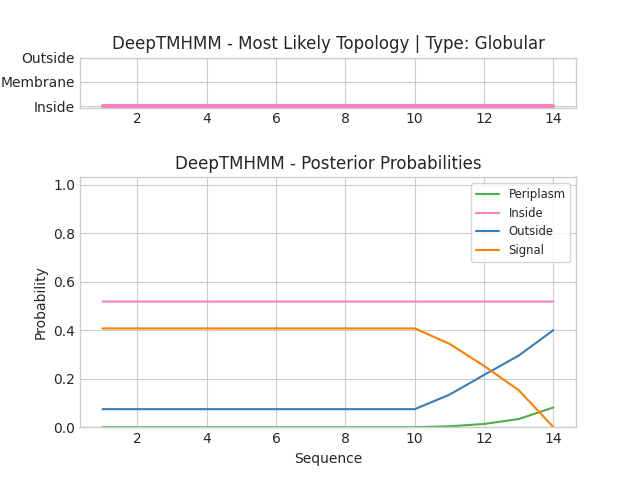 DeepTMHMM - Most Likely Topology | Type: Globular
Outside
Membrane
Inside
2 4 6 8 10 12 14
DeepTMHMM - Posterior Probabilities
1.0
0.8
0.6
0.4
0.2
0.0
Probability
Periplasm
Inside
Outside
Signal
2 4 6 8 10 12 14
Sequence